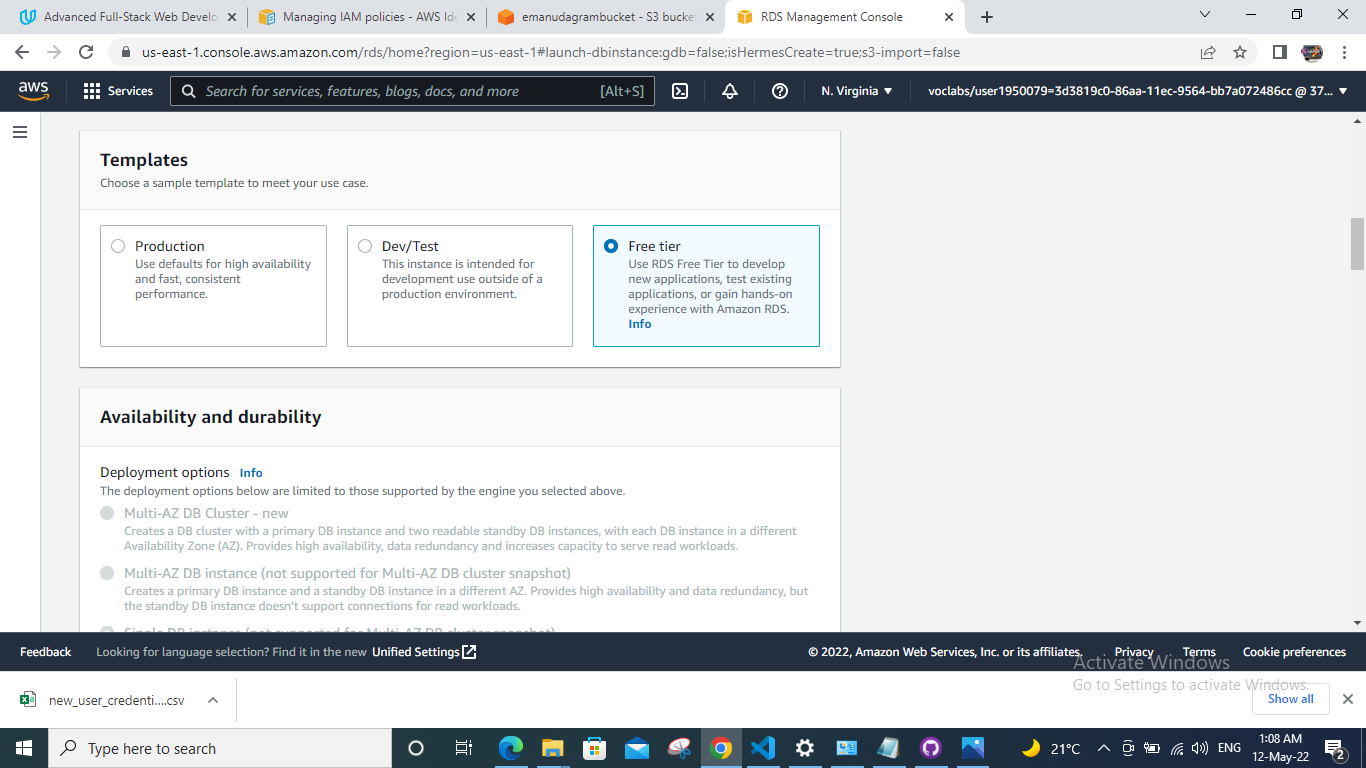 Advanced Full-Stack Web Develo
Managing IAM policies - AWS Ide
emanudagrambucket - S3 bucket
RDS Management Console
us-east-1.console.aws.amazon.com/rds/home?region=us-east-1#launch-dbinstance:gdb=false;isHermesCreate=true;s3-import=false
aws
Services
Search for services, features, blogs, docs, and more
[Alt+S]
N. Virginia
voclabs/user1950079=3d3819c0-86aa-11ec-9564-bb7a072486cc @ 37...
Templates
Choose a sample template to meet your use case.
Production
Use defaults for high availability
and fast, consistent
performance.
Dev/Test
This instance is intended for
development use outside of a
production environment.
Free tier
Use RDS Free Tier to develop
new applications, test existing
applications, or gain hands-on
experience with Amazon RDS.
Info
Availability and durability
Deployment options Info
The deployment options below are limited to those supported by the engine you selected above.
Multi-AZ DB Cluster - new
Creates a DB cluster with a primary DB instance and two readable standby DB instances, with each DB instance in a different
Availability Zone (AZ). Provides high availability, data redundancy and increases capacity to serve read workloads.
Multi-AZ DB instance (not supported for Multi-AZ DB cluster snapshot)
Creates a primary DB instance and a standby DB instance in a different AZ. Provides high availability and data redundancy, but
the standby DB instance doesn't support connections for read workloads.
Single DB instance (not supported for Multi-AZ DB cluster snapshot)
Feedback
Looking for language selection? Find it in the new Unified Settings
© 2022, Amazon Web Services, Inc. or its affiliates.
Privacy
Terms
Cookie preferences
Activate Windows
Go to Settings to activate Windows.
new_user_credenti....csv
Show all
Type here to search
21°C
ENG
1:08 AM
12-May-22
2